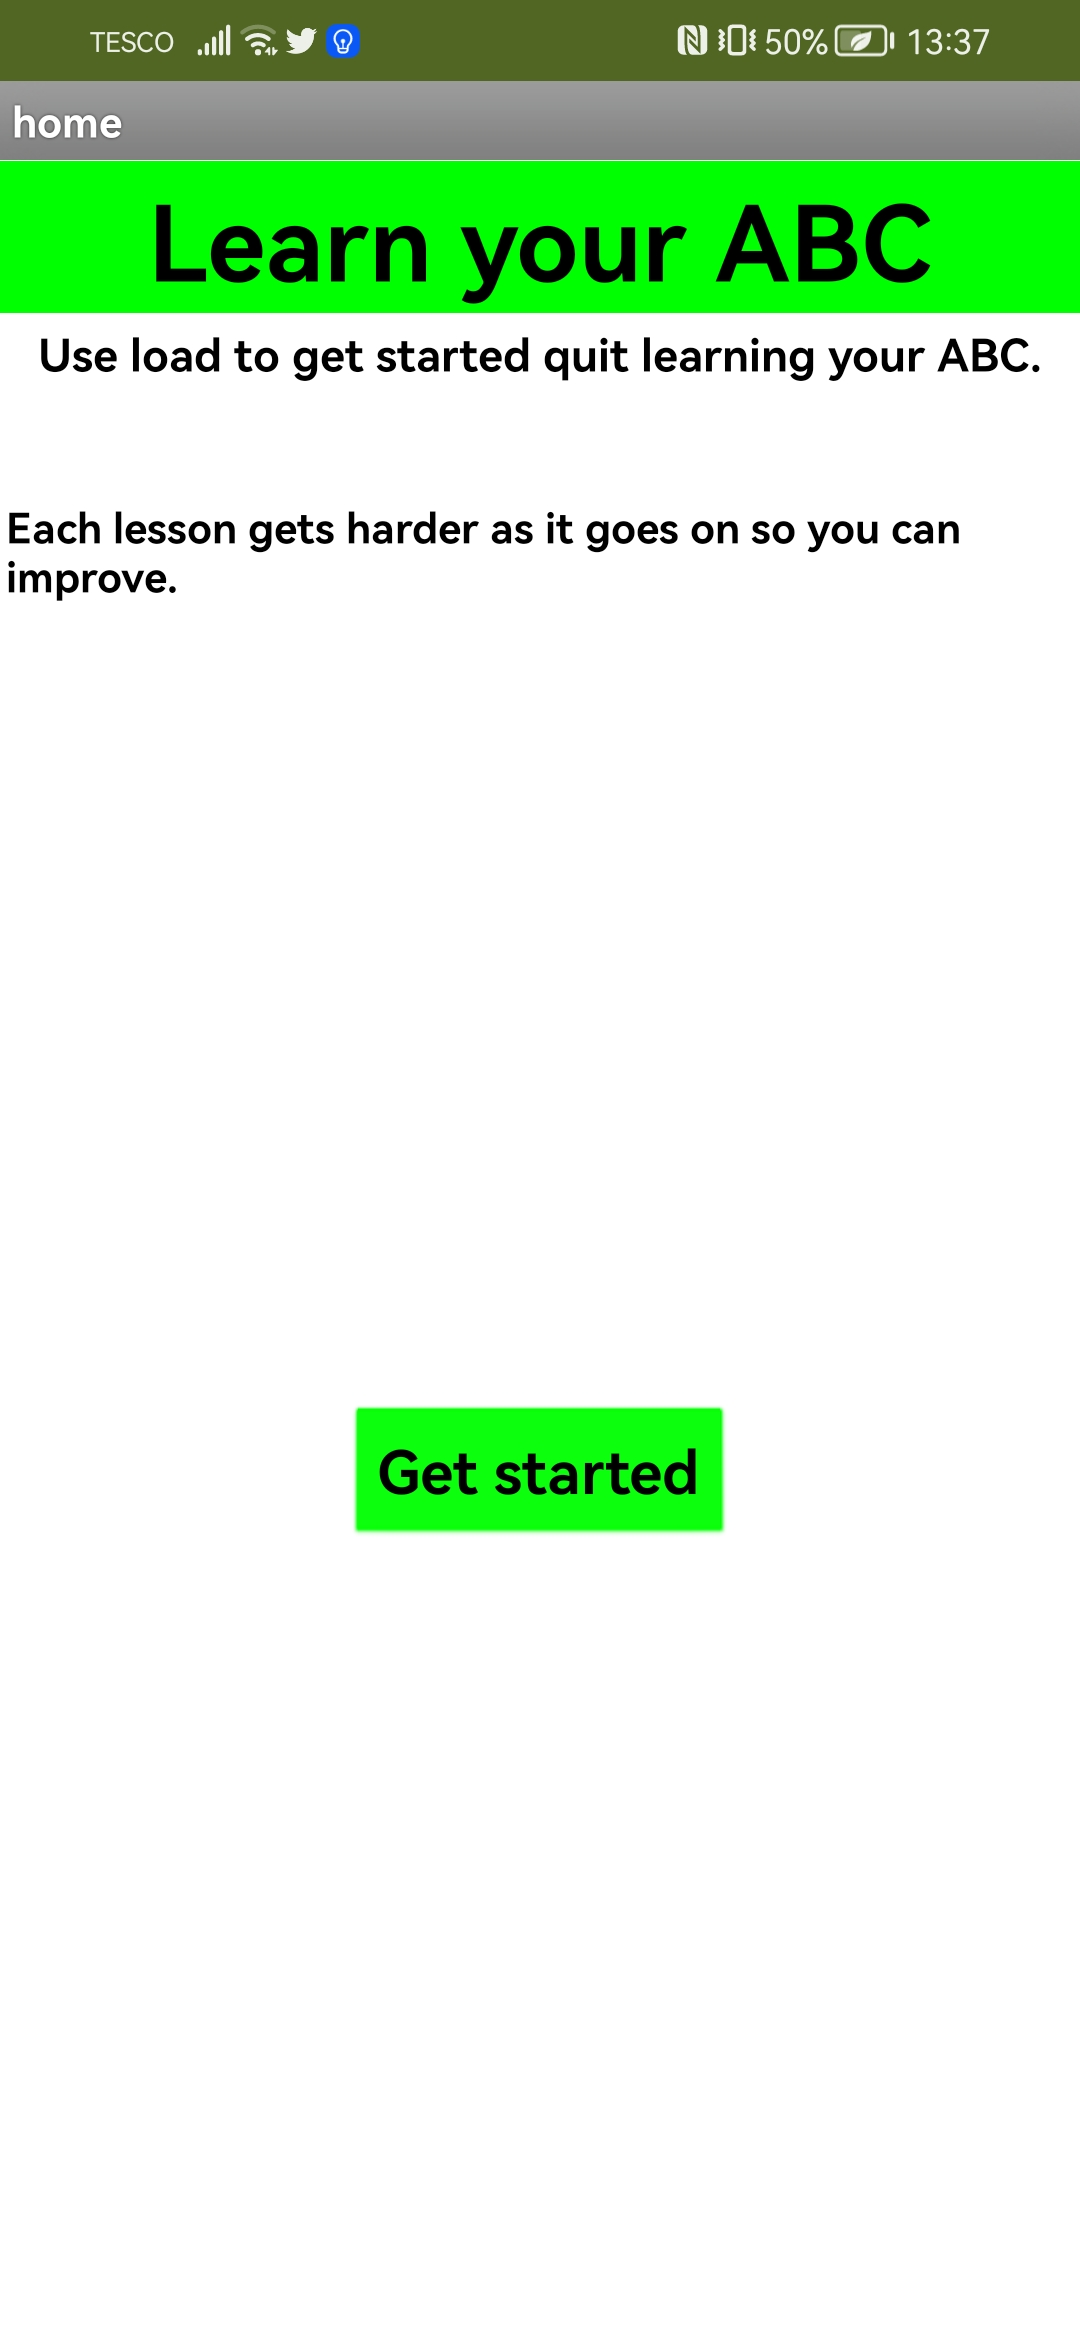 TESCO 50% 13:37
home
Learn your ABC
Use load to get started quit learning your ABC.
Each lesson gets harder as it goes on so you can
improve.
Get started